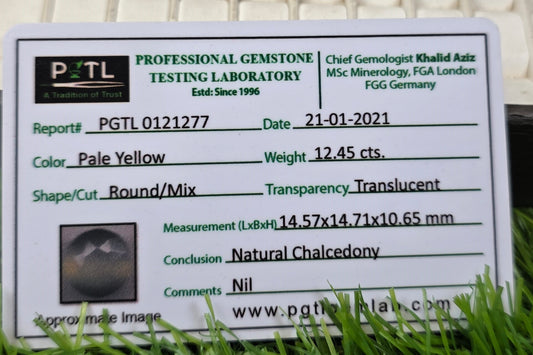 PGTL
A Tradition of Trust
PROFESSIONAL GEMSTONE
TESTING LABORATORY
Estd: Since 1996
Chief Gemologist Khalid Aziz
MSc Minerology, FGA London
FGG Germany
Report# PGTL 0121277 Date 21-01-2021
Color Pale Yellow Weight 12.45 cts.
Shape/Cut Round/Mix Transparency Translucent
Measurement (LxBxH) 14.57x14.71x10.65 mm
Conclusion Natural Chalcedony
Comments Nil
Approximate Image